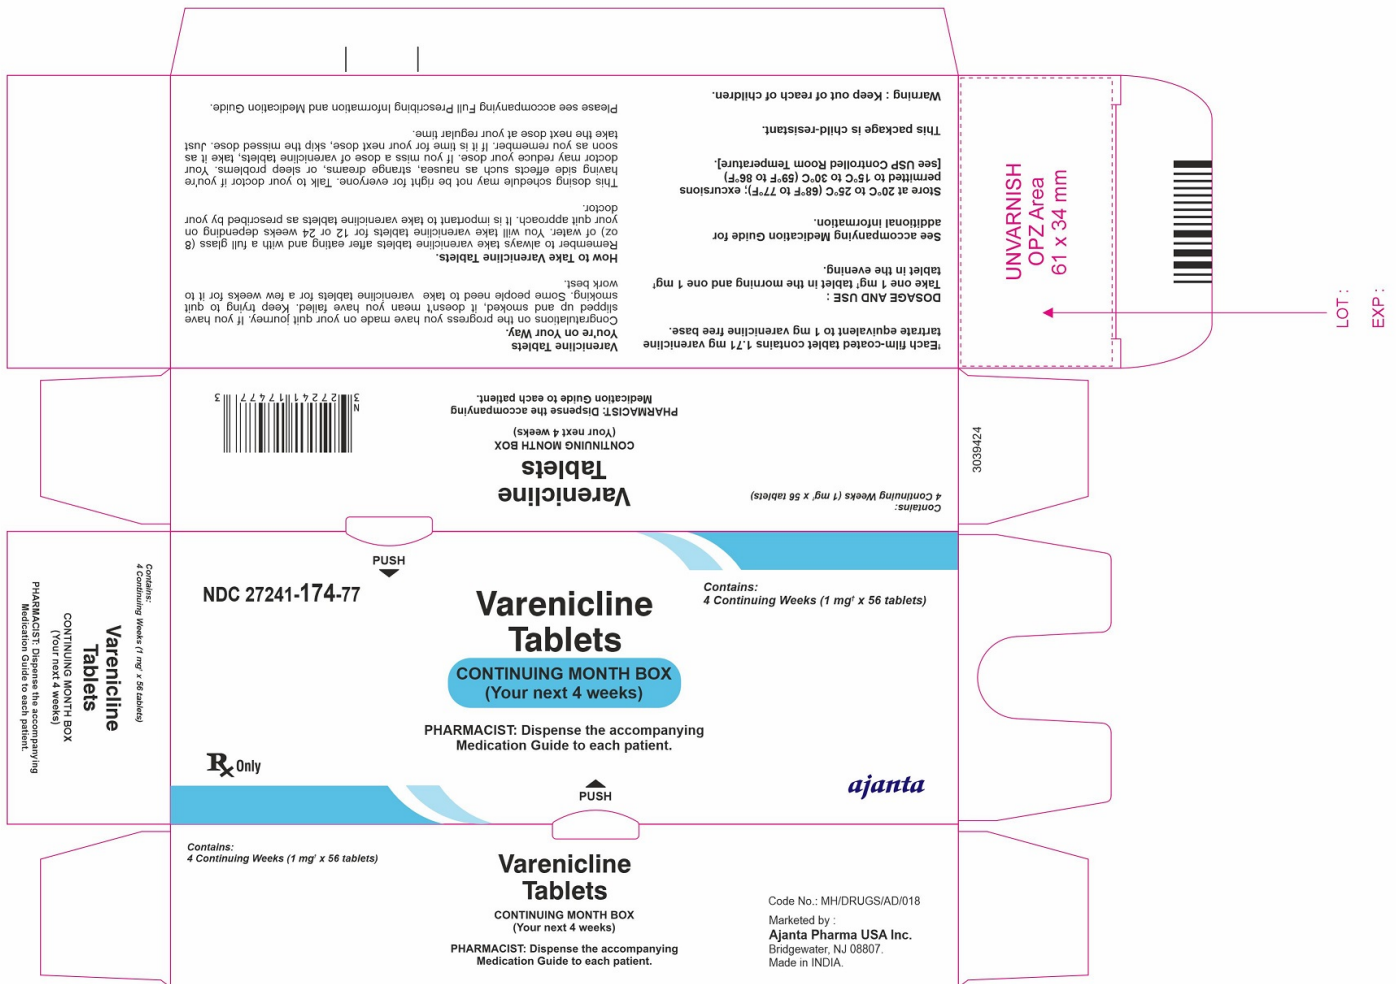 Warning : Keep out of reach of children.
This package is child-resistant.
Store at 20°C to 25°C (68°F to 77°F); excursions
permitted to 15°C to 30°C (59°F to 86°F)
[see USP Controlled Room Temperature].
See accompanying Medication Guide for
additional information.
DOSAGE AND USE :
Take one 1 mg† tablet in the morning and one 1 mg†
tablet in the evening.
†Each film-coated tablet contains 1.71 mg varenicline
tartrate equivalent to 1 mg varenicline free base.
Varenicline Tablets
You're on Your Way.
Congratulations on the progress you have made on your quit journey. If you have
slipped up and smoked, it doesn't mean you have failed. Keep trying to quit
smoking. Some people need to take varenicline tablets for a few weeks for it to
work best.
How to Take Varenicline Tablets.
Remember to always take varenicline tablets after eating and with a full glass (8
oz) of water. You will take varenicline tablets for 12 or 24 weeks depending on
your quit approach. It is important to take varenicline tablets as prescribed by your
doctor.
This dosing schedule may not be right for everyone. Talk to your doctor if you're
having side effects such as nausea, strange dreams, or sleep problems. Your
doctor may reduce your dose. If you miss a dose of varenicline tablets, take it as
soon as you remember. If it is time for your next dose, skip the missed dose. Just
take the next dose at your regular time.
Please see accompanying Full Prescribing Information and Medication Guide.
UNVARNISH
OPZ Area
61 x 34 mm
LOT :
EXP :
Contains:
4 Continuing Weeks (1 mg† x 56 tablets)
Varenicline
Tablets
CONTINUING MONTH BOX
(Your next 4 weeks)
PHARMACIST: Dispense the accompanying
Medication Guide to each patient.
N
3 27241 17477 3
3039424
PUSH
NDC 27241-174-77
Varenicline
Tablets
CONTINUING MONTH BOX
(Your next 4 weeks)
PHARMACIST: Dispense the accompanying
Medication Guide to each patient.
Contains:
4 Continuing Weeks (1 mg† x 56 tablets)
Rx Only
PUSH
ajanta
Contains:
4 Continuing Weeks (1 mg† x 56 tablets)
Varenicline
Tablets
CONTINUING MONTH BOX
(Your next 4 weeks)
PHARMACIST: Dispense the accompanying
Medication Guide to each patient.
Contains:
4 Continuing Weeks (1 mg† x 56 tablets)
Varenicline
Tablets
CONTINUING MONTH BOX
(Your next 4 weeks)
PHARMACIST: Dispense the accompanying
Medication Guide to each patient.
Code No.: MH/DRUGS/AD/018
Marketed by :
Ajanta Pharma USA Inc.
Bridgewater, NJ 08807.
Made in INDIA.